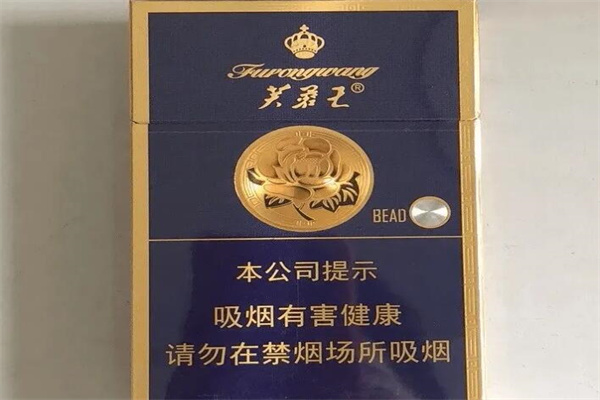 Furongwang
芙蓉王®
BEAD
本公司提示
吸烟有害健康
请勿在禁烟场所吸烟